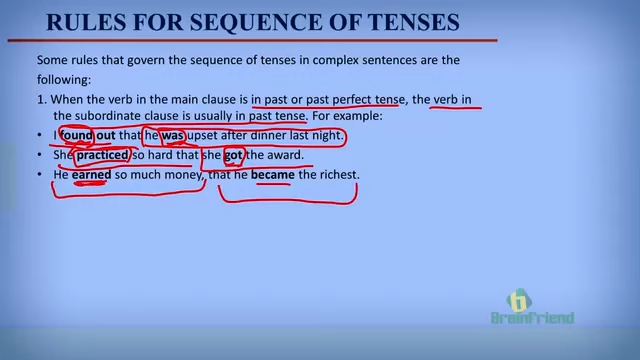 RULES FOR SEQUENCE OF TENSES
Some rules that govern the sequence of tenses in complex sentences are the
following:
1. When the verb in the main clause is in past or past perfect tense, the verb in
the subordinate clause is usually in past tense. For example:
• I found out that he was upset after dinner last night.
• She practiced so hard that she got the award.
• He earned so much money, that he became the richest.
BrainFriend